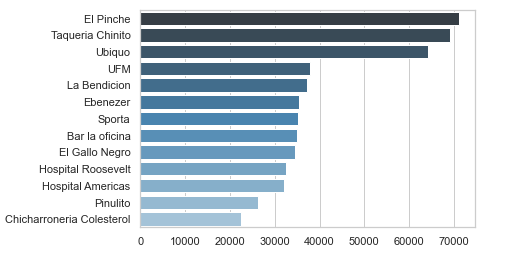 El Pinche
Taqueria Chinito
Ubiquo
UFM
La Bendicion
Ebenezer
Sporta
Bar la oficina
El Gallo Negro
Hospital Roosevelt
Hospital Americas
Pinulito
Chicharroneria Colesterol
0 10000 20000 30000 40000 50000 60000 70000